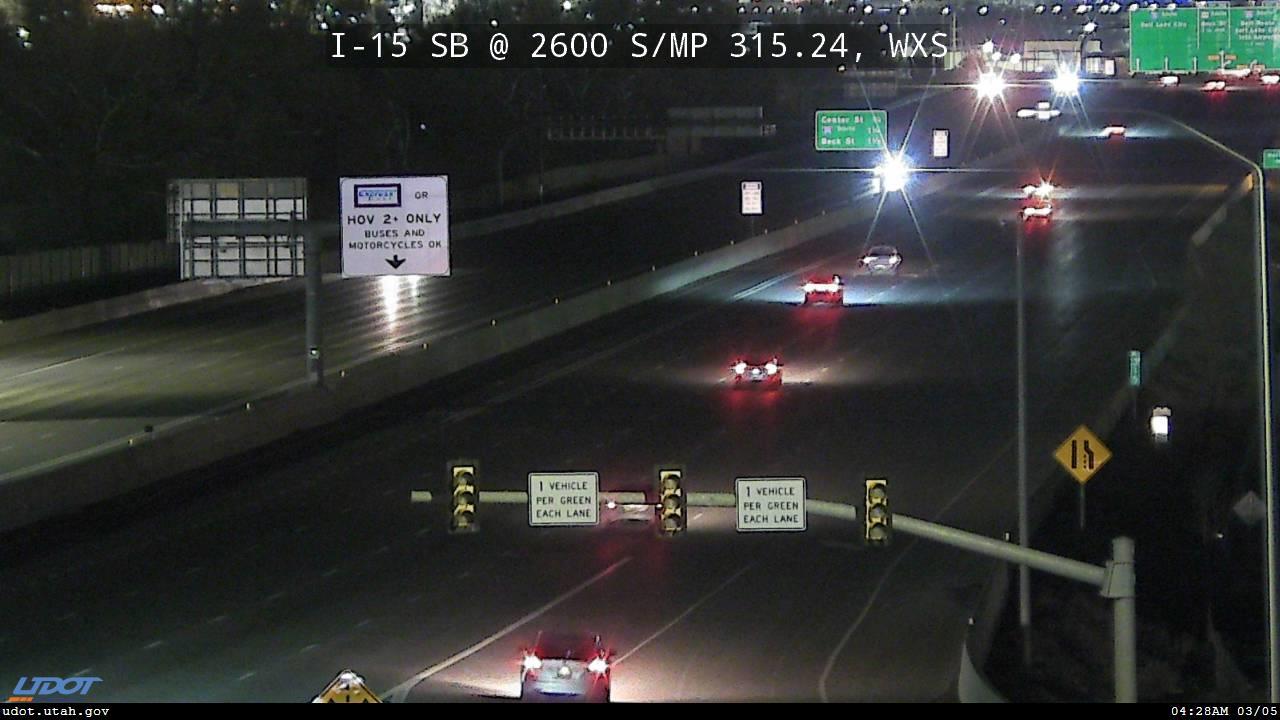 I-15 SB @ 2600 S/MP 315.24, WXS
Center St
Beck St
Express
OR
HOV 2+ ONLY
BUSES AND
MOTORCYCLES OK
1 VEHICLE
PER GREEN
EACH LANE
1 VEHICLE
PER GREEN
EACH LANE
UDOT
udot.utah.gov
04:28AM 03/05